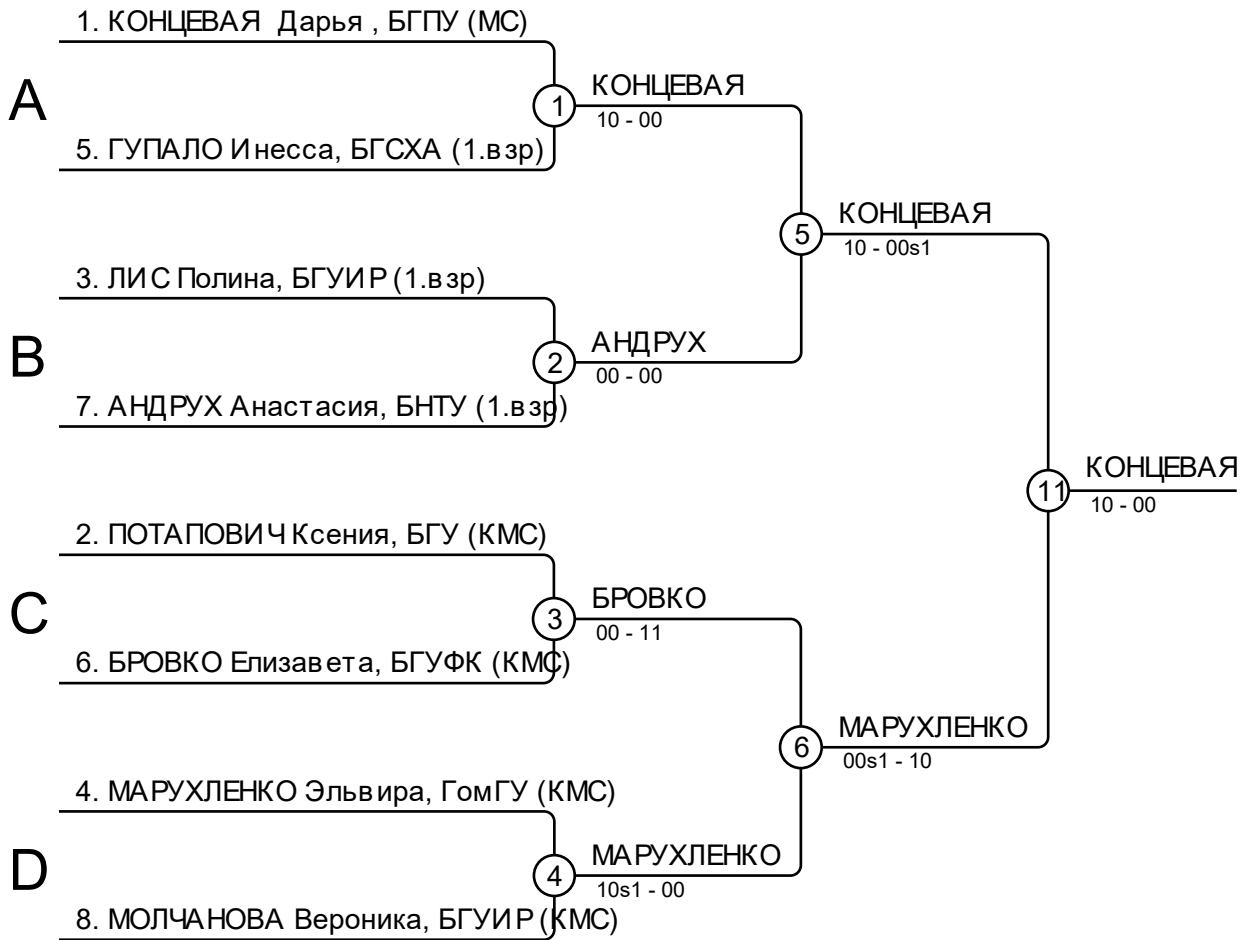 1. КОНЦЕВАЯ Дарья , БГПУ (МС)
A
1
КОНЦЕВАЯ
10 - 00
5. ГУПАЛО Инесса, БГСХА (1.взр)
5
КОНЦЕВАЯ
10 - 00s1
3. ЛИС Полина, БГУИР (1.взр)
B
2
АНДРУХ
00 - 00
7. АНДРУХ Анастасия, БНТУ (1.взр)
11
КОНЦЕВАЯ
10 - 00
2. ПОТАПОВИЧ Ксения, БГУ (КМС)
C
3
БРОВКО
00 - 11
6. БРОВКО Елизавета, БГУФК (КМС)
6
МАРУХЛЕНКО
00s1 - 10
4. МАРУХЛЕНКО Эльвира, ГомГУ (КМС)
D
4
МАРУХЛЕНКО
10s1 - 00
8. МОЛЧАНОВА Вероника, БГУИР (КМС)